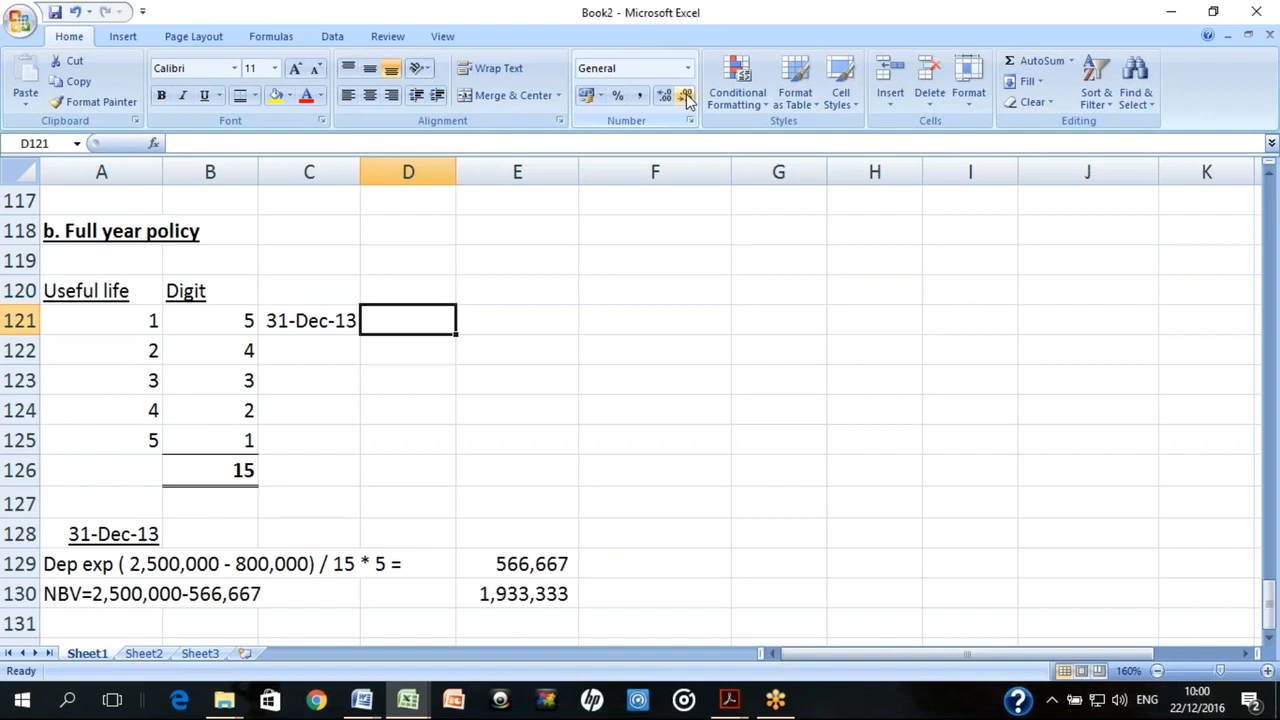 Book2 - Microsoft Excel
Home Insert Page Layout Formulas Data Review View
Paste
Cut
Copy
Format Painter
Clipboard
Calibri 11
B I U
Font
Wrap Text
Merge & Center
Alignment
General
% ,
Number
Conditional Formatting
Format as Table
Cell Styles
Styles
Insert Delete Format
Cells
AutoSum
Fill
Clear
Sort & Filter
Find & Select
Editing
D121 fx
A B C D E F G H I J K
117
118 b. Full year policy
119
120 Useful life Digit
121 1 5 31-Dec-13
122 2 4
123 3 3
124 4 2
125 5 1
126 15
127
128 31-Dec-13
129 Dep exp ( 2,500,000 - 800,000) / 15 * 5 = 566,667
130 NBV=2,500,000-566,667 1,933,333
131
Sheet1 Sheet2 Sheet3
Ready 160%
ENG 10:00
22/12/2016